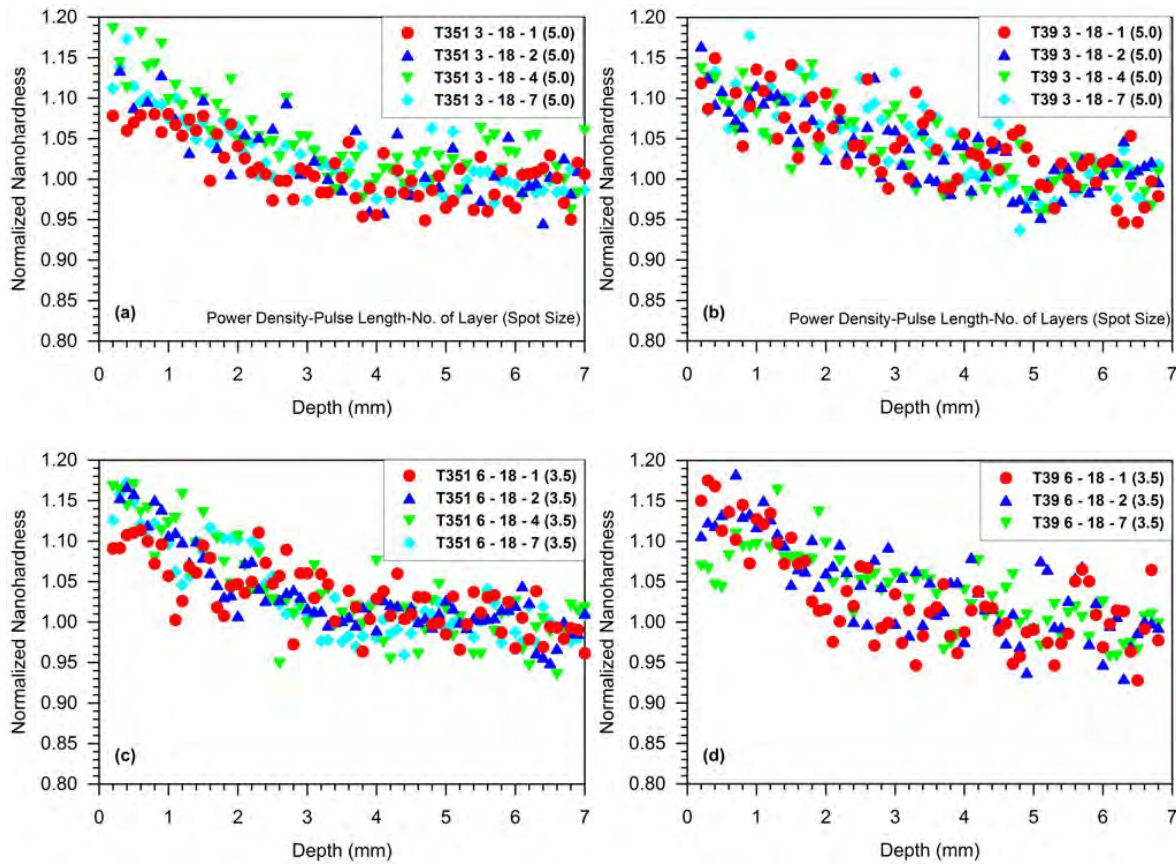 1.20
1.15
1.10
1.05
1.00
0.95
0.90
0.85
0.80
Normalized Nanohardness
T351 3 - 18 - 1 (5.0)
T351 3 - 18 - 2 (5.0)
T351 3 - 18 - 4 (5.0)
T351 3 - 18 - 7 (5.0)
(a)
Power Density-Pulse Length-No. of Layer (Spot Size)
0 1 2 3 4 5 6 7
Depth (mm)
1.20
1.15
1.10
1.05
1.00
0.95
0.90
0.85
0.80
Normalized Nanohardness
T39 3 - 18 - 1 (5.0)
T39 3 - 18 - 2 (5.0)
T39 3 - 18 - 4 (5.0)
T39 3 - 18 - 7 (5.0)
(b)
Power Density-Pulse Length-No. of Layers (Spot Size)
0 1 2 3 4 5 6 7
Depth (mm)
1.20
1.15
1.10
1.05
1.00
0.95
0.90
0.85
0.80
Normalized Nanohardness
T351 6 - 18 - 1 (3.5)
T351 6 - 18 - 2 (3.5)
T351 6 - 18 - 4 (3.5)
T351 6 - 18 - 7 (3.5)
(c)
0 1 2 3 4 5 6 7
Depth (mm)
1.20
1.15
1.10
1.05
1.00
0.95
0.90
0.85
0.80
Normalized Nanohardness
T39 6 - 18 - 1 (3.5)
T39 6 - 18 - 2 (3.5)
T39 6 - 18 - 7 (3.5)
(d)
0 1 2 3 4 5 6 7
Depth (mm)